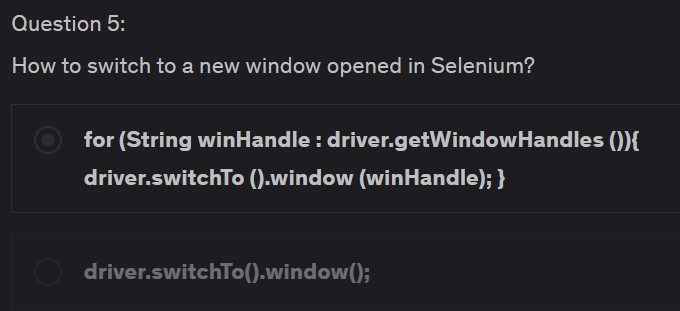 Question 5:
How to switch to a new window opened in Selenium?
for (String winHandle : driver.getWindowHandles ()){
driver.switchTo ().window (winHandle); }
driver.switchTo().window();